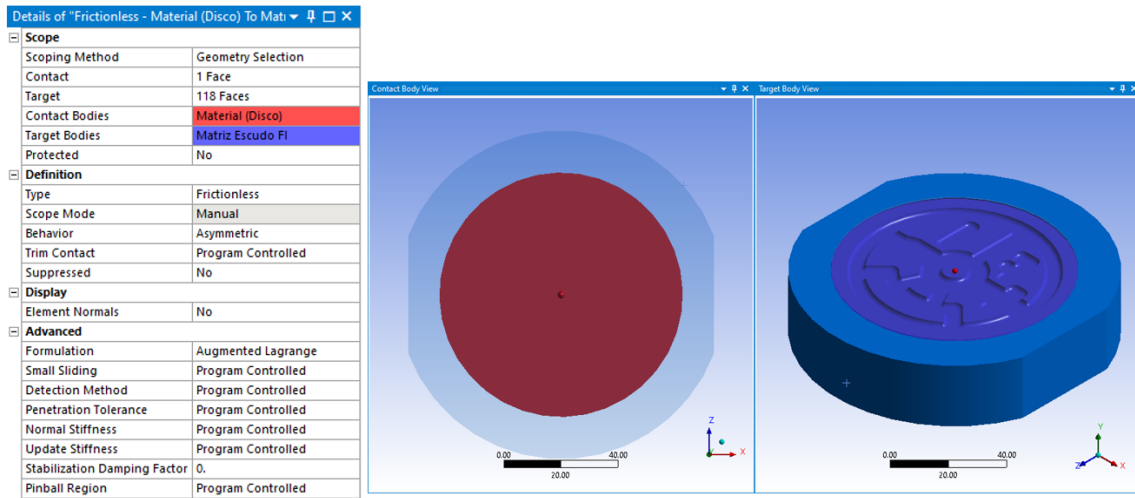 Details of "Frictionless - Material (Disco) To Mat
Scope
Scoping Method Geometry Selection
Contact 1 Face
Target 118 Faces
Contact Bodies Material (Disco)
Target Bodies Matriz Escudo FI
Protected No
Definition
Type Frictionless
Scope Mode Manual
Behavior Asymmetric
Trim Contact Program Controlled
Suppressed No
Display
Element Normals No
Advanced
Formulation Augmented Lagrange
Small Sliding Program Controlled
Detection Method Program Controlled
Penetration Tolerance Program Controlled
Normal Stiffness Program Controlled
Update Stiffness Program Controlled
Stabilization Damping Factor 0.
Pinball Region Program Controlled
Contact Body View
Z
Y
X
0.00 40.00
20.00
Target Body View
Y
Z X
0.00 40.00
20.00